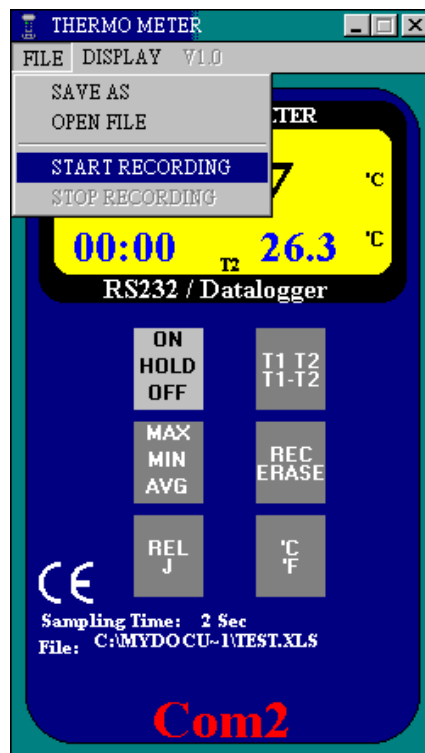 THERMO METER
FILE DISPLAY V1.0
SAVE AS
OPEN FILE
START RECORDING
STOP RECORDING
'C
00:00 T2 26.3 'C
RS232 / Datalogger
ON
HOLD
OFF
T1 T2
T1-T2
MAX
MIN
AVG
REC
ERASE
REL
J
'C
'F
CE
Sampling Time: 2 Sec
File: C:\MYDOCU~1\TEST.XLS
Com2